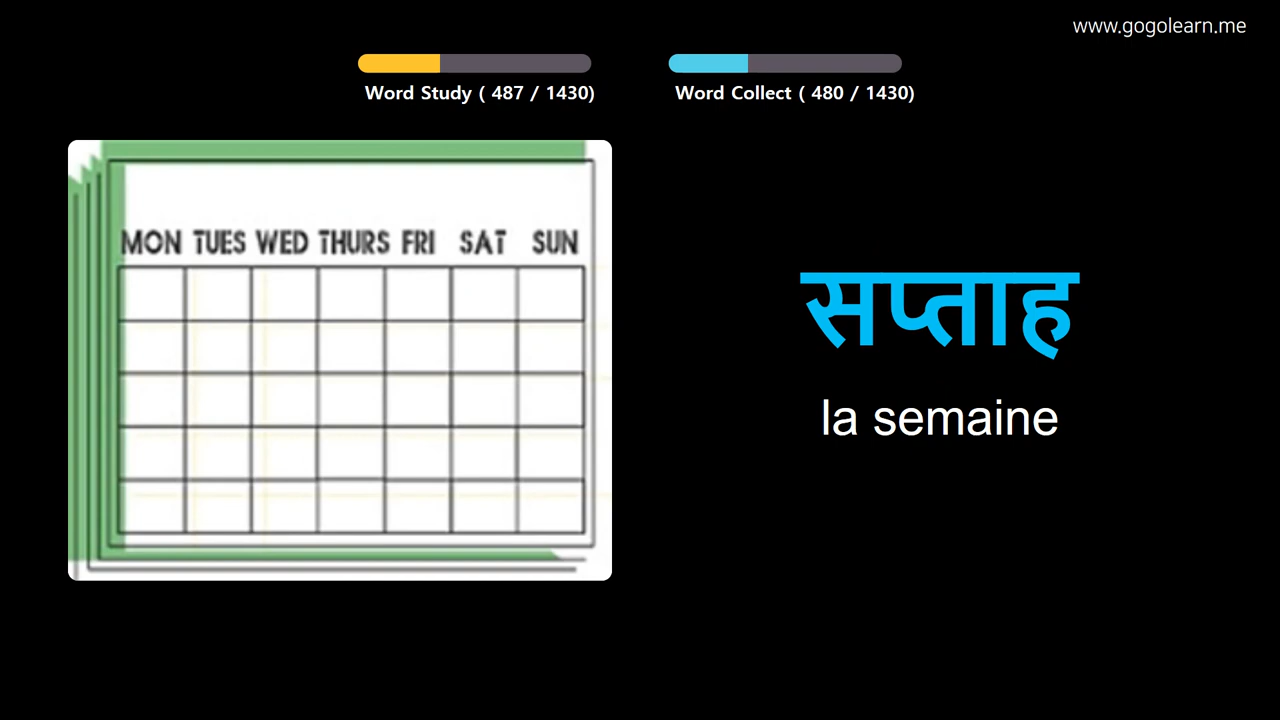 www.gogolearn.me
Word Study ( 487 / 1430)
Word Collect ( 480 / 1430)
MON TUES WED THURS FRI SAT SUN
सप्ताह
la semaine